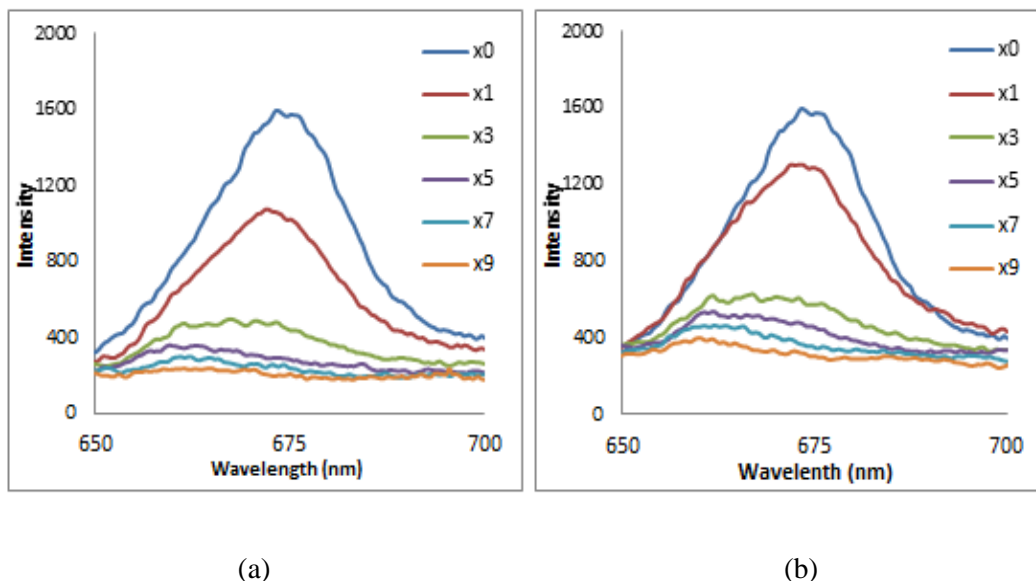 2000
1600
1200
800
400
0
Intensity
650
675
700
Wavelength (nm)
x0
x1
x3
x5
x7
x9
2000
1600
1200
800
400
0
Intensity
650
675
700
Wavelenth (nm)
x0
x1
x3
x5
x7
x9
(a)
(b)